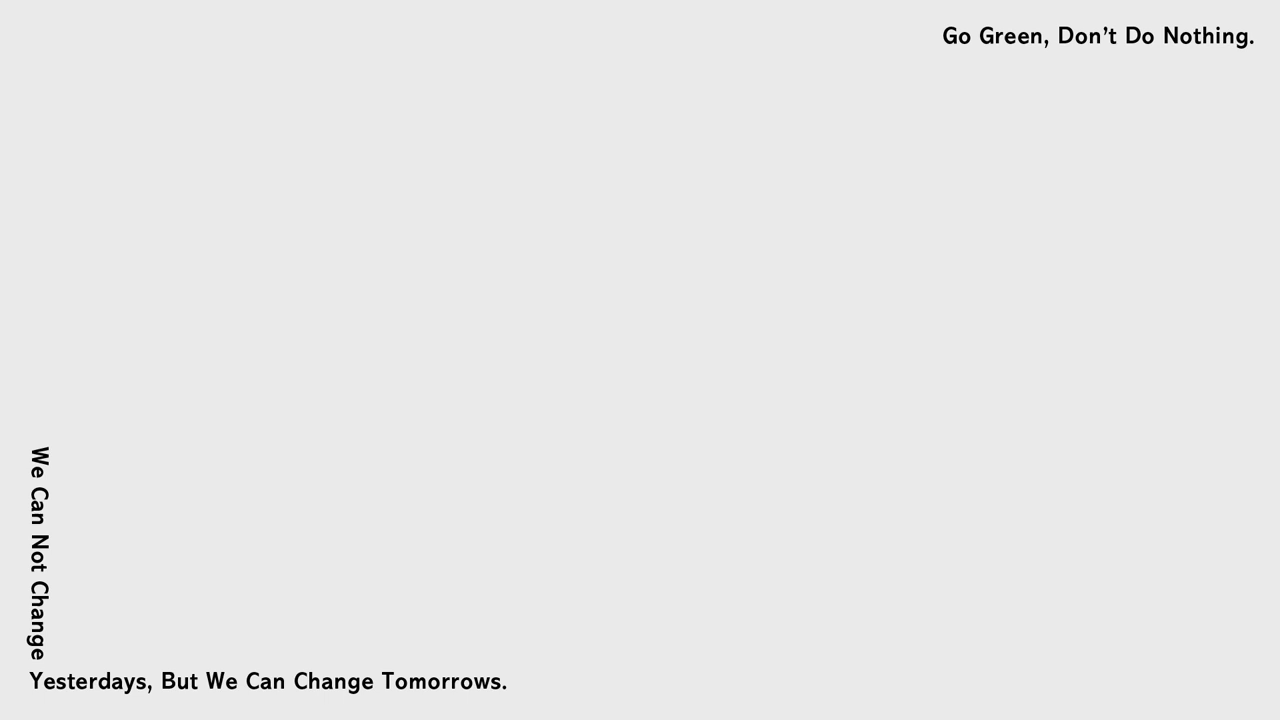 Go Green, Don’t Do Nothing.
We Can Not Change
Yesterdays, But We Can Change Tomorrows.